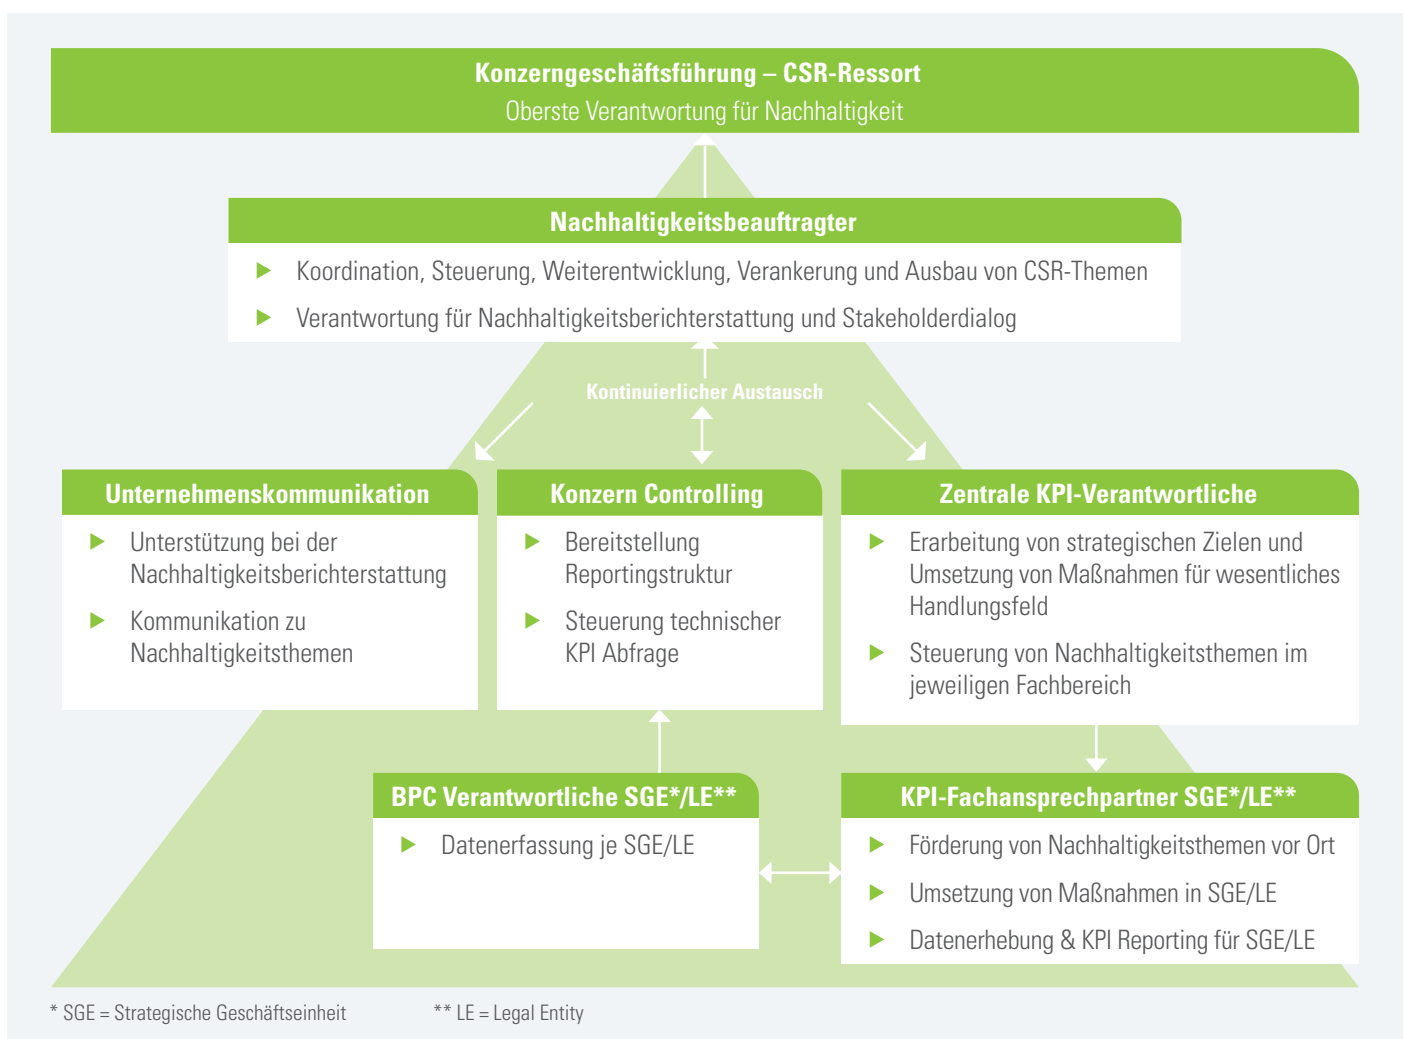 Konzerngeschäftsführung – CSR-Ressort
Oberste Verantwortung für Nachhaltigkeit
Nachhaltigkeitsbeauftragter
Koordination, Steuerung, Weiterentwicklung, Verankerung und Ausbau von CSR-Themen
Verantwortung für Nachhaltigkeitsberichterstattung und Stakeholderdialog
Kontinuierlicher Austausch
Unternehmenskommunikation
Unterstützung bei der
Nachhaltigkeitsberichterstattung
Kommunikation zu
Nachhaltigkeitsthemen
Konzern Controlling
Bereitstellung
Reportingstruktur
Steuerung technischer
KPI Abfrage
Zentrale KPI-Verantwortliche
Erarbeitung von strategischen Zielen und
Umsetzung von Maßnahmen für wesentliches
Handlungsfeld
Steuerung von Nachhaltigkeitsthemen im
jeweiligen Fachbereich
BPC Verantwortliche SGE*/LE**
Datenerfassung je SGE/LE
KPI-Fachansprechpartner SGE*/LE**
Förderung von Nachhaltigkeitsthemen vor Ort
Umsetzung von Maßnahmen in SGE/LE
Datenerhebung & KPI Reporting für SGE/LE
* SGE = Strategische Geschäftseinheit
** LE = Legal Entity